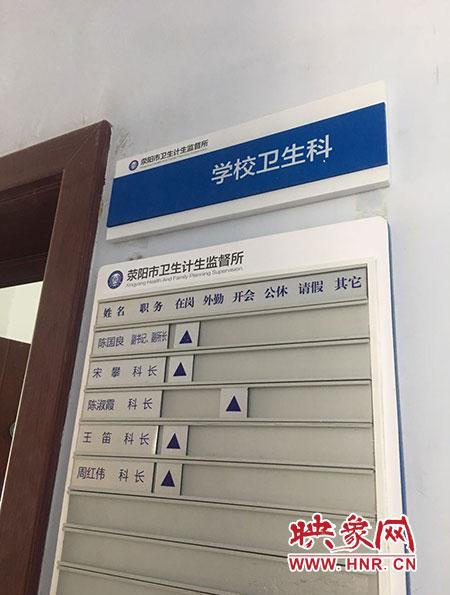 荥阳市卫生计生监督所
学校卫生科
荥阳市卫生计生监督所
Xingyang Health And Family Planning Supervision
姓名 职务 在岗 外勤 开会 公休 请假 其它
陈国良 副书记、副所长
宋攀 科长
陈淑霞 科长
王笛 科长
周红伟 科长
映象网
WWW.HNR.CN